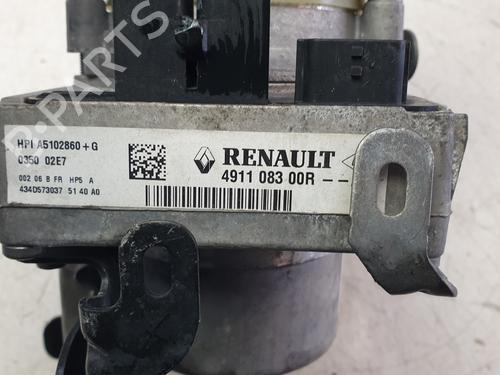 HPI A5102860+G
0350 02E7
002 06 B FR HP5 A
434D573037 51 40 A0
RENAULT
4911 083 00R --
B-PARTS